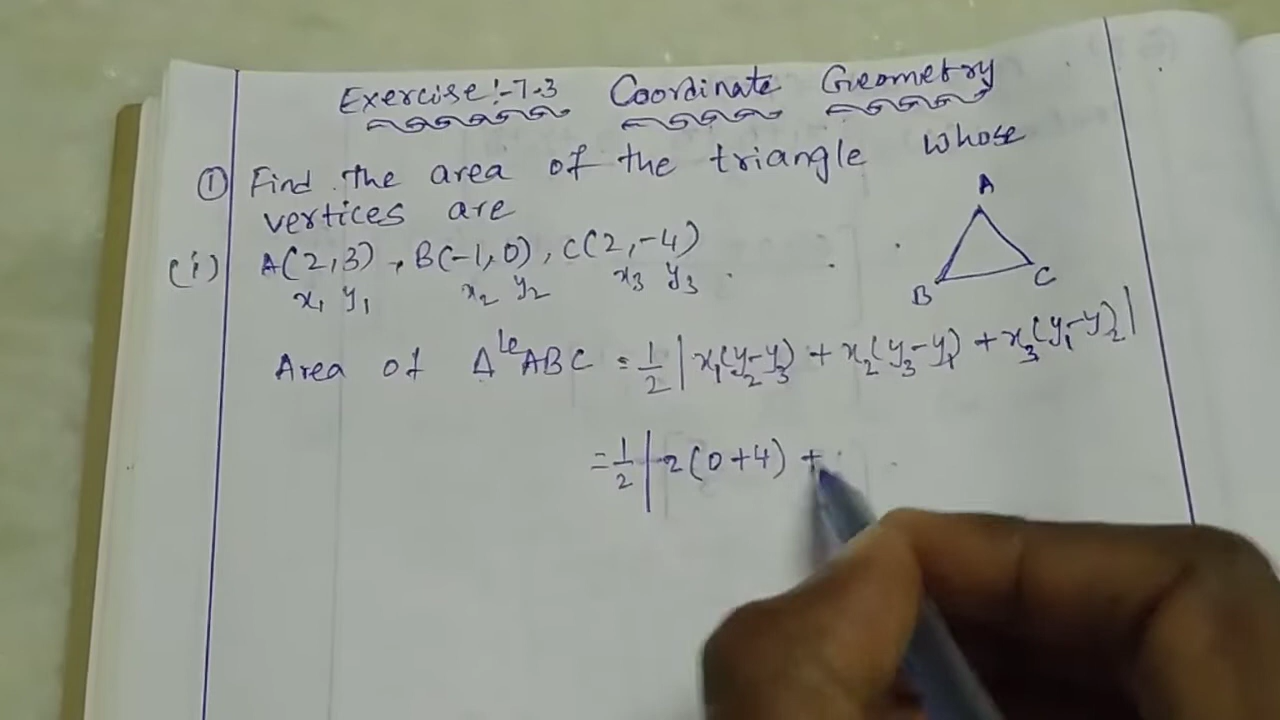 Exercise:-7.3 Coordinate Geometry
① Find the area of the triangle whose
vertices are
(i) A(2,3), B(-1,0), C(2,-4)
x₁ y₁ x₂ y₂ x₃ y₃
A
B C
Area of Δˡᵉ ABC = 1/2 | x₁(y₂-y₃) + x₂(y₃-y₁) + x₃(y₁-y₂) |
= 1/2 | 2(0+4) +